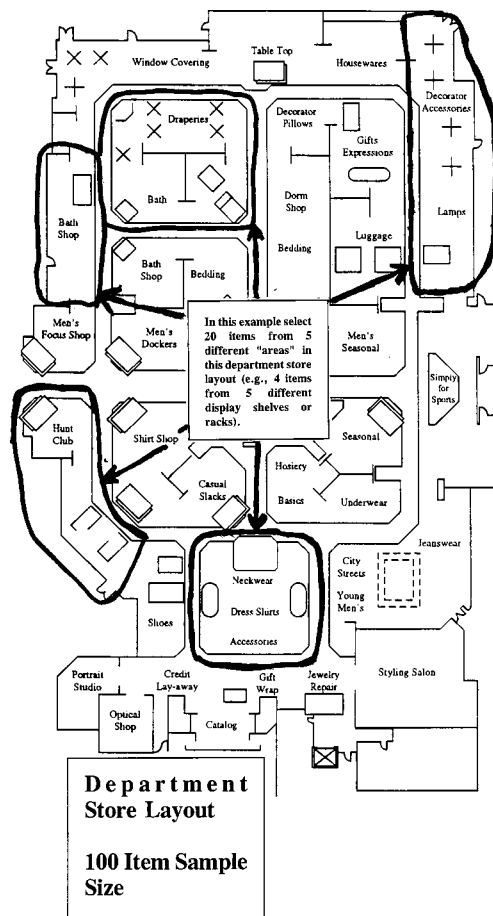 Table Top
Window Covering
Housewares
Draperies
Decorator
Pillows
Decorator
Accessories
Gifts
Expressions
Bath
Dorm
Shop
Bath
Shop
Lamps
Luggage
Bedding
Bath
Shop
Bedding
Men's
Focus Shop
Men's
Dockers
In this example select
20 items from 5
different "areas" in
this department store
layout (e.g., 4 items
from 5 different
display shelves or
racks).
Men's
Seasonal
Simply
for
Sports
Hunt
Club
Shirt Shop
Seasonal
Hosiery
Casual
Slacks
Basics
Underwear
Jeanswear
City
Streets
Young
Men's
Neckwear
Dress Shirts
Accessories
Shoes
Portrait
Studio
Credit
Lay-away
Gift
Wrap
Jewelry
Repair
Styling Salon
Optical
Shop
Catalog
Department
Store Layout
100 Item Sample
Size